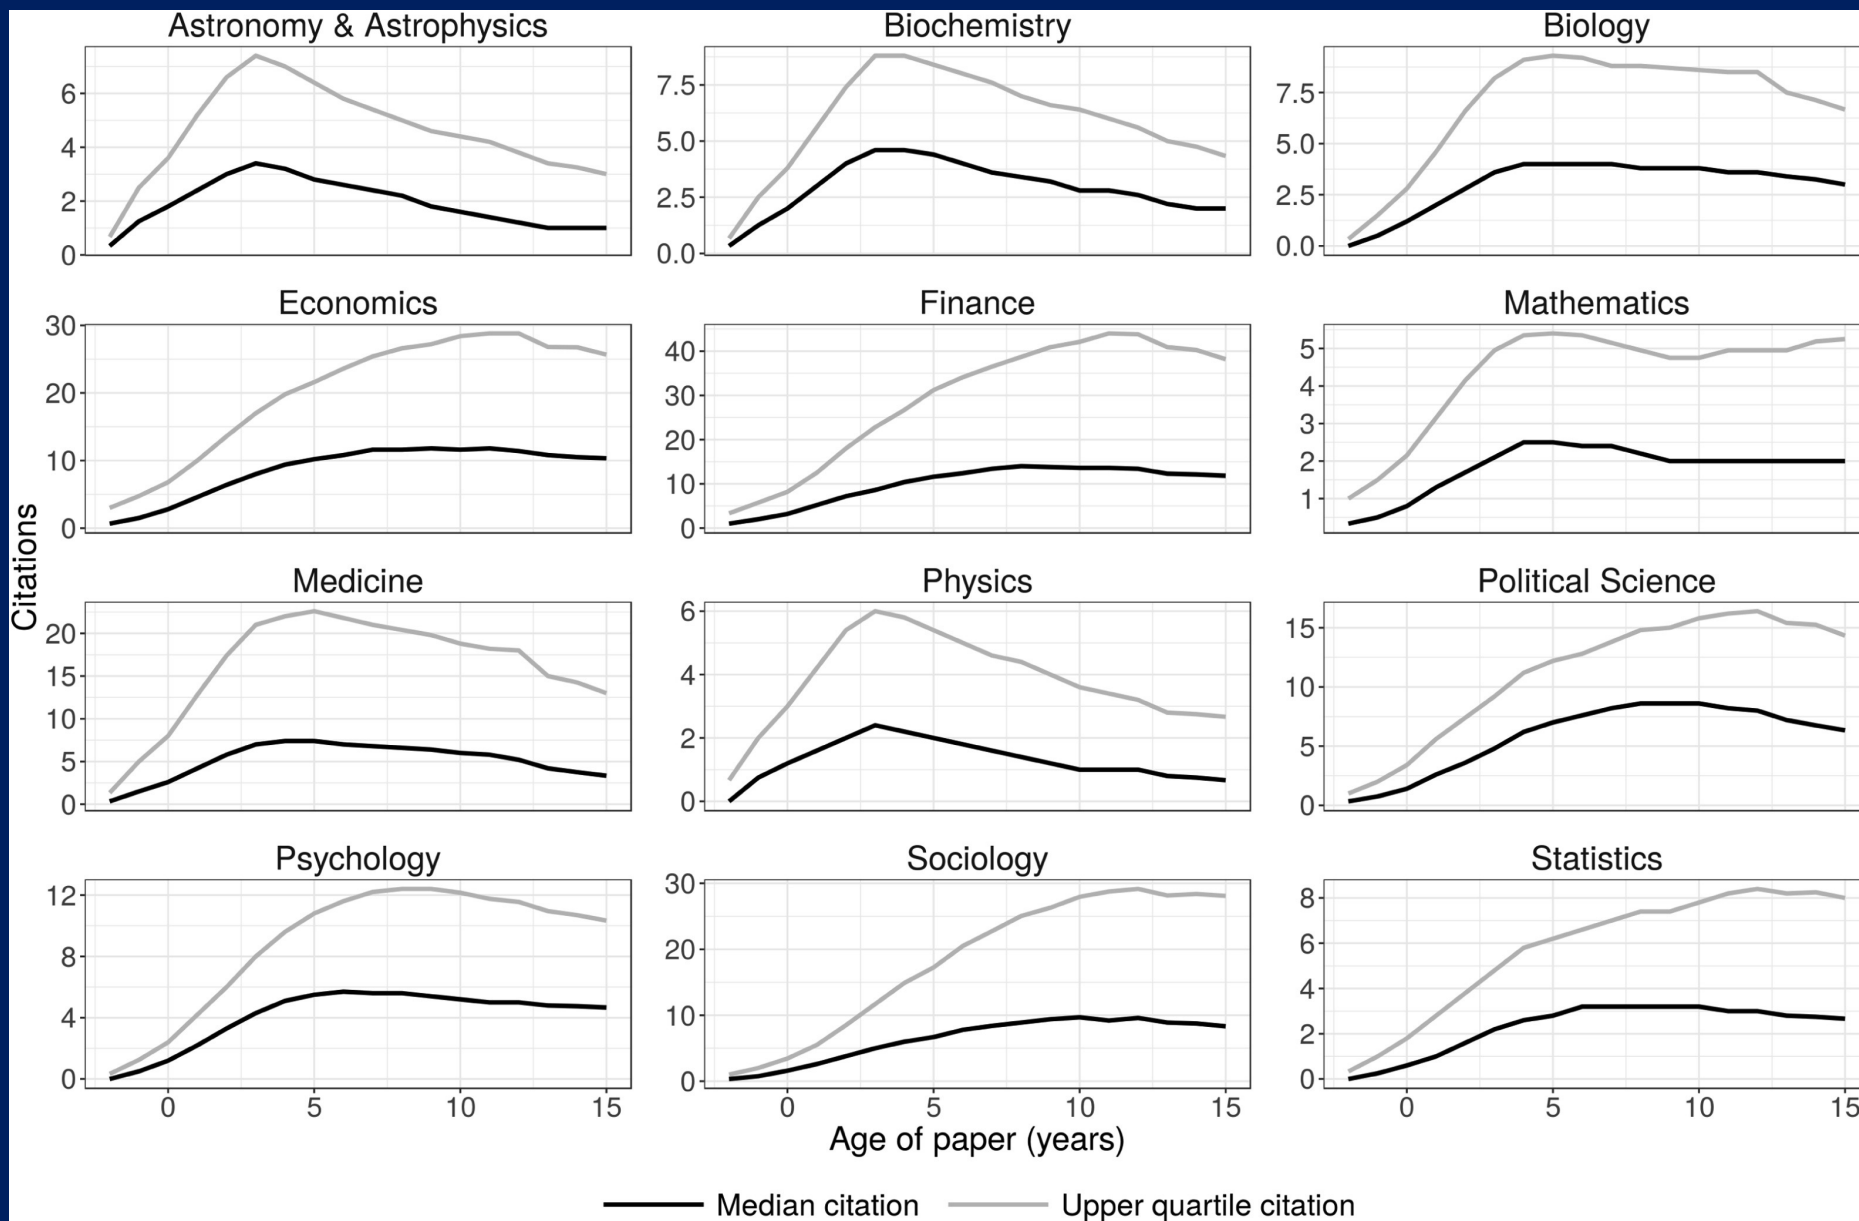 Astronomy & Astrophysics
Biochemistry
Biology
6
4
2
0
7.5
5.0
2.5
0.0
7.5
5.0
2.5
0.0
Economics
Finance
Mathematics
30
20
10
0
40
30
20
10
0
5
4
3
2
1
Citations
Medicine
Physics
Political Science
20
15
10
5
0
6
4
2
0
15
10
5
0
Psychology
Sociology
Statistics
12
8
4
0
30
20
10
0
8
6
4
2
0
0 5 10 15
0 5 10 15
0 5 10 15
Age of paper (years)
Median citation Upper quartile citation